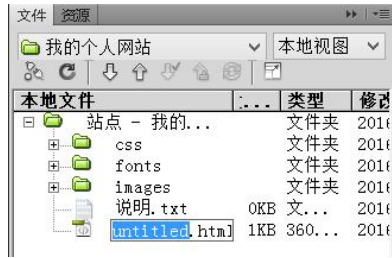 文件 资源
我的个人网站 本地视图
本地文件 :... 类型 修改
站点 - 我的... 文件夹 2016
css 文件夹 2016
fonts 文件夹 2016
images 文件夹 2016
说明.txt 0KB 文... 2016
untitled.html 1KB 360... 2016